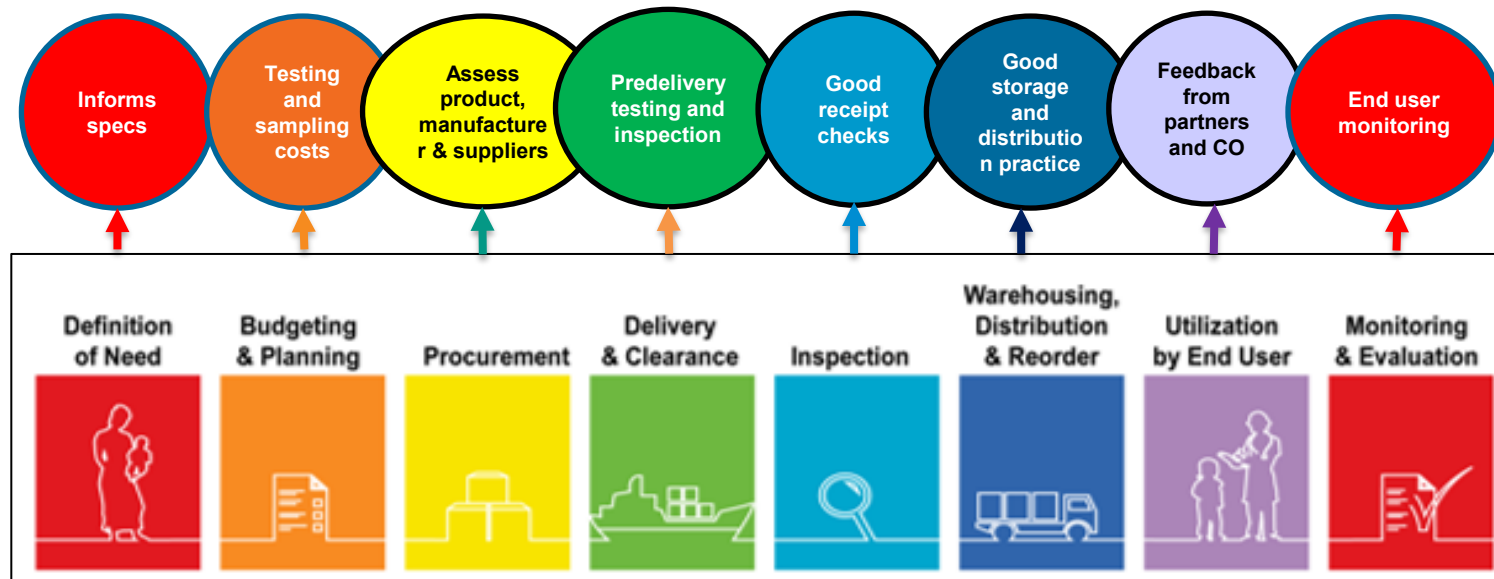 Informs
specs
Testing
and
sampling
costs
Assess
product,
manufacture
r & suppliers
Predelivery
testing and
inspection
Good
receipt
checks
Good
storage
and
distributio
n practice
Feedback
from
partners
and CO
End user
monitoring
Definition
of Need
Budgeting
& Planning
Procurement
Delivery
& Clearance
Inspection
Warehousing,
Distribution
& Reorder
Utilization
by End User
Monitoring
& Evaluation